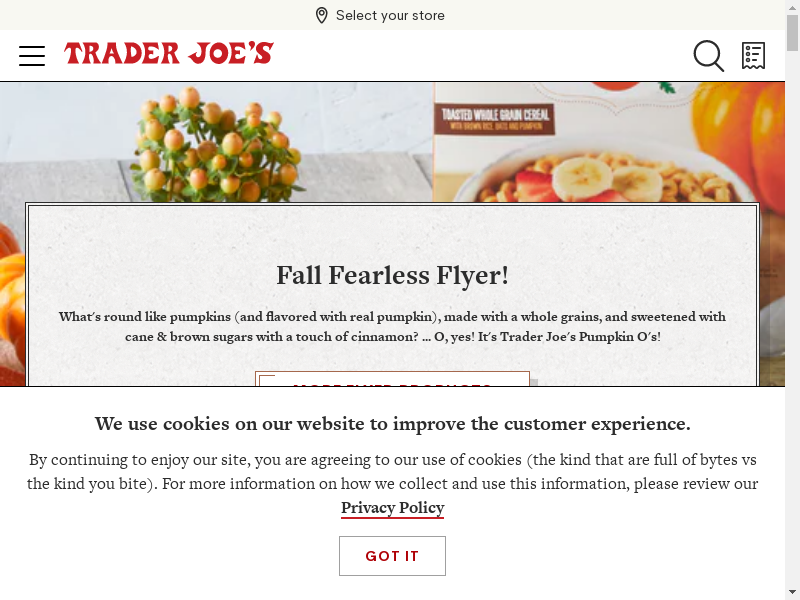 Select your store
TRADER JOE'S
TOASTED WHOLE GRAIN CEREAL
WITH BROWN RICE, OATS AND PUMPKIN
Fall Fearless Flyer!
What's round like pumpkins (and flavored with real pumpkin), made with a whole grains, and sweetened with
cane & brown sugars with a touch of cinnamon? ... O, yes! It's Trader Joe's Pumpkin O's!
MORE FLYER PRODUCTS
We use cookies on our website to improve the customer experience.
By continuing to enjoy our site, you are agreeing to our use of cookies (the kind that are full of bytes vs
the kind you bite). For more information on how we collect and use this information, please review our
Privacy Policy
GOT IT